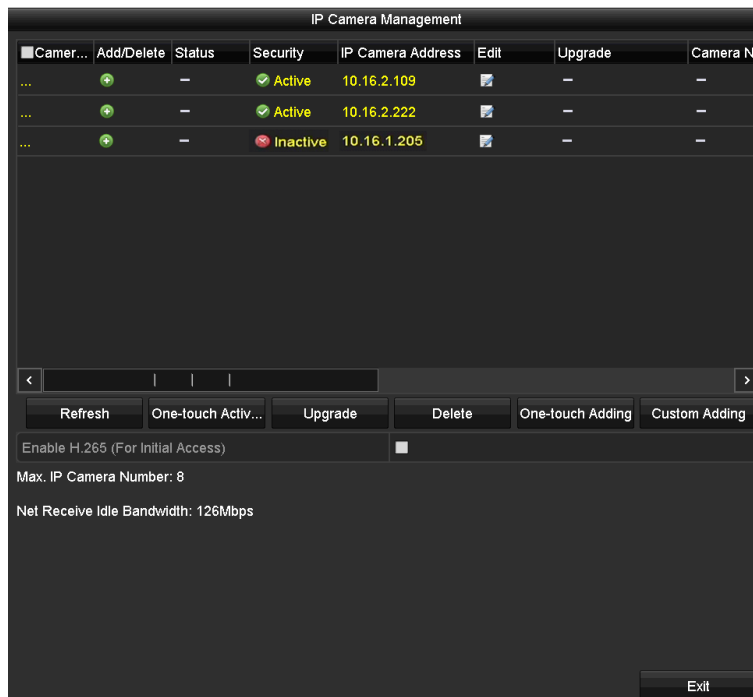 IP Camera Management
Camer... Add/Delete Status Security IP Camera Address Edit Upgrade Camera N
... – Active 10.16.2.109 – –
... – Active 10.16.2.222 – –
... – Inactive 10.16.1.205 – –
Refresh One-touch Activ... Upgrade Delete One-touch Adding Custom Adding
Enable H.265 (For Initial Access)
Max. IP Camera Number: 8
Net Receive Idle Bandwidth: 126Mbps
Exit